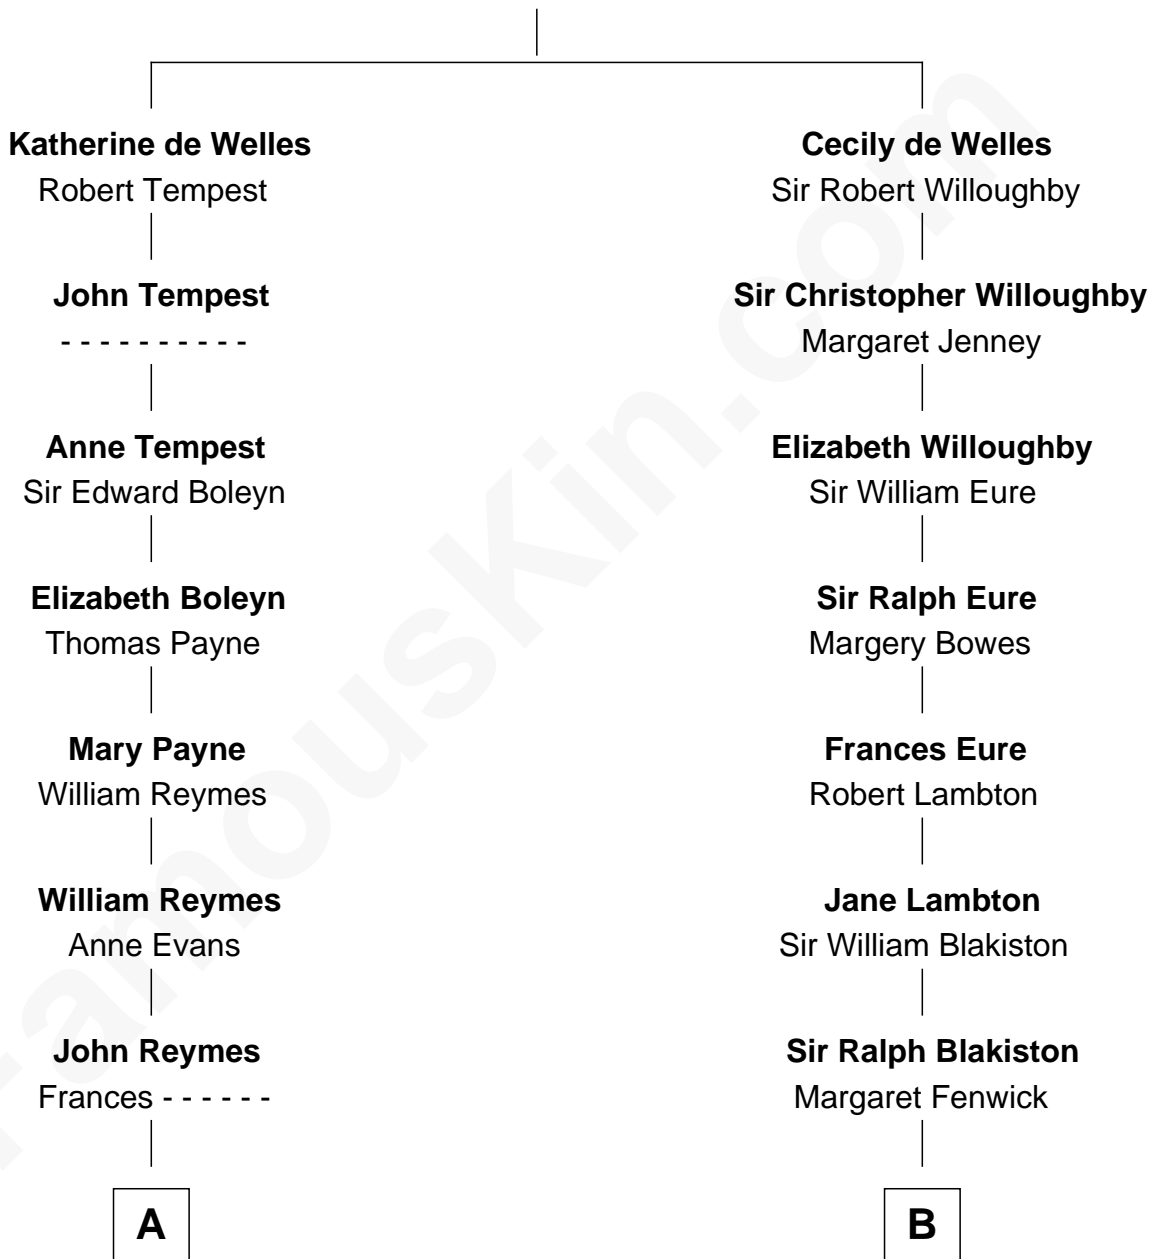 Katherine de Welles
Robert Tempest
John Tempest
- - - - - - - - - -
Anne Tempest
Sir Edward Boleyn
Elizabeth Boleyn
Thomas Payne
Mary Payne
William Reymes
William Reymes
Anne Evans
John Reymes
Frances - - - - - -
A
Cecily de Welles
Sir Robert Willoughby
Sir Christopher Willoughby
Margaret Jenney
Elizabeth Willoughby
Sir William Eure
Sir Ralph Eure
Margery Bowes
Frances Eure
Robert Lambton
Jane Lambton
Sir William Blakiston
Sir Ralph Blakiston
Margaret Fenwick
B
FamousKin.com